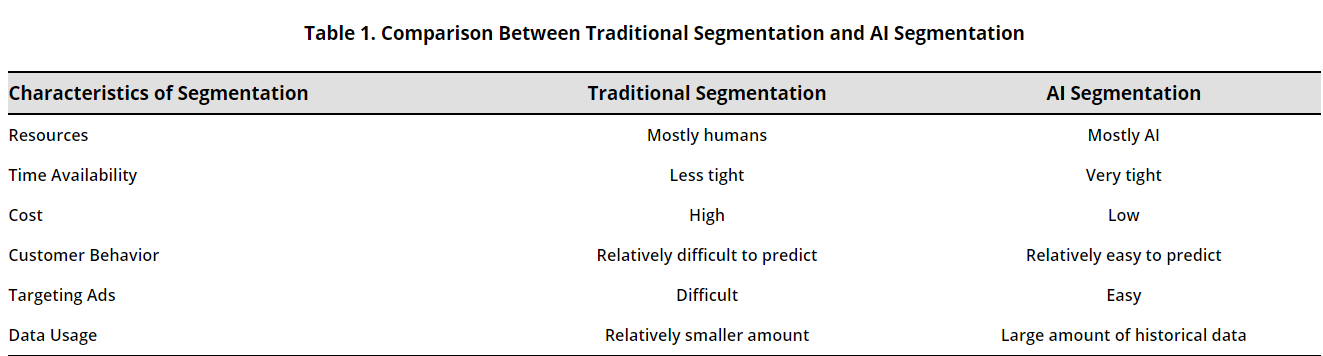 Table 1. Comparison Between Traditional Segmentation and AI Segmentation
Characteristics of Segmentation Traditional Segmentation AI Segmentation
Resources Mostly humans Mostly AI
Time Availability Less tight Very tight
Cost High Low
Customer Behavior Relatively difficult to predict Relatively easy to predict
Targeting Ads Difficult Easy
Data Usage Relatively smaller amount Large amount of historical data